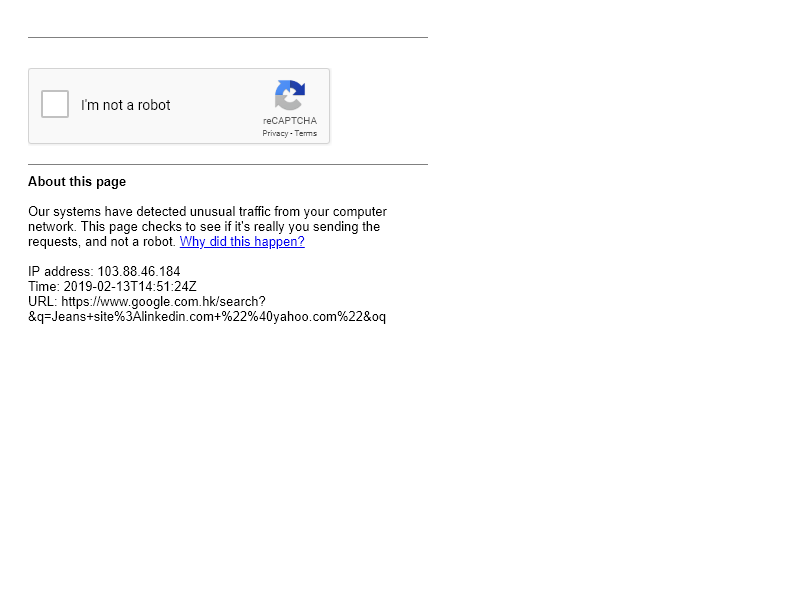 I'm not a robot
reCAPTCHA
Privacy - Terms
About this page
Our systems have detected unusual traffic from your computer
network. This page checks to see if it's really you sending the
requests, and not a robot. Why did this happen?
IP address: 103.88.46.184
Time: 2019-02-13T14:51:24Z
URL: https://www.google.com.hk/search?
&q=Jeans+site%3Alinkedin.com+%22%40yahoo.com%22&oq